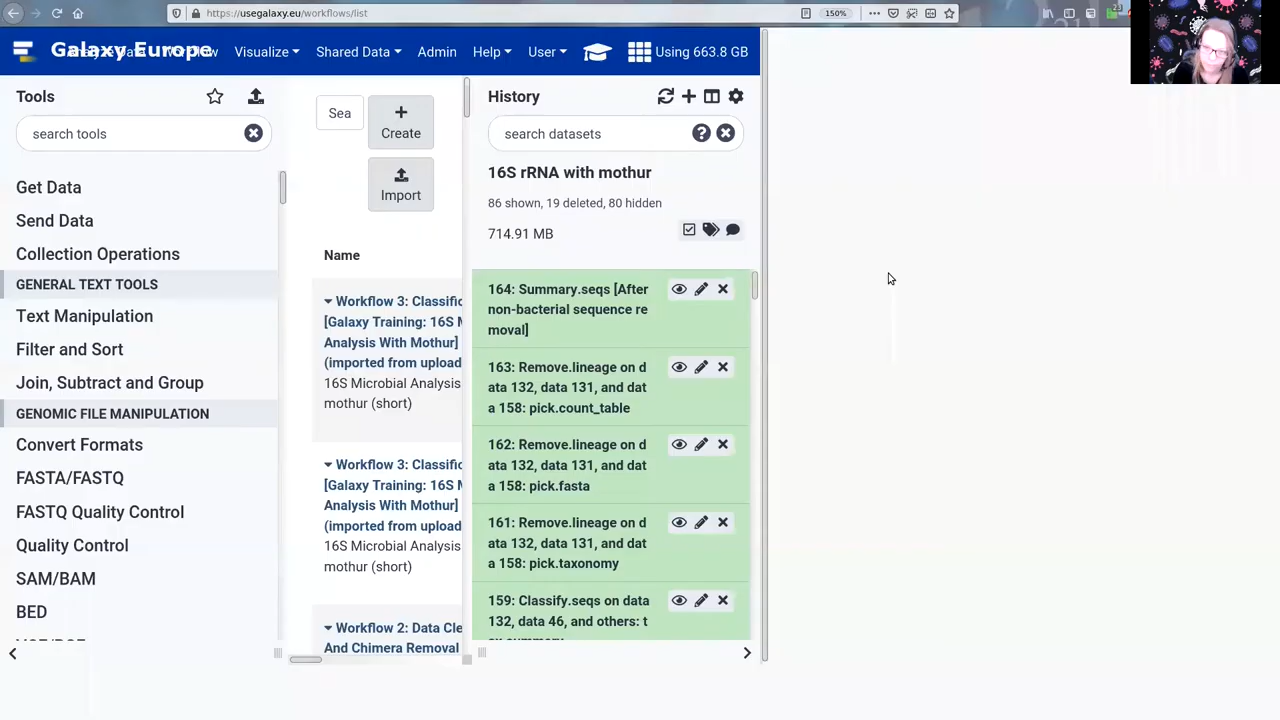 https://usegalaxy.eu/workflows/list
150%
23
Galaxy Europe
Visualize
Shared Data
Admin
Help
User
Using 663.8 GB
Tools
search tools
Get Data
Send Data
Collection Operations
GENERAL TEXT TOOLS
Text Manipulation
Filter and Sort
Join, Subtract and Group
GENOMIC FILE MANIPULATION
Convert Formats
FASTA/FASTQ
FASTQ Quality Control
Quality Control
SAM/BAM
BED
Sea
Create
Import
Name
Workflow 3: Classific
[Galaxy Training: 16S M
Analysis With Mothur]
(imported from upload
16S Microbial Analysis
mothur (short)
Workflow 3: Classific
[Galaxy Training: 16S M
Analysis With Mothur]
(imported from upload
16S Microbial Analysis
mothur (short)
Workflow 2: Data Cle
And Chimera Removal
History
search datasets
16S rRNA with mothur
86 shown, 19 deleted, 80 hidden
714.91 MB
164: Summary.seqs [After
non-bacterial sequence re
moval]
163: Remove.lineage on d
ata 132, data 131, and dat
a 158: pick.count_table
162: Remove.lineage on d
ata 132, data 131, and dat
a 158: pick.fasta
161: Remove.lineage on d
ata 132, data 131, and dat
a 158: pick.taxonomy
159: Classify.seqs on data
132, data 46, and others: t